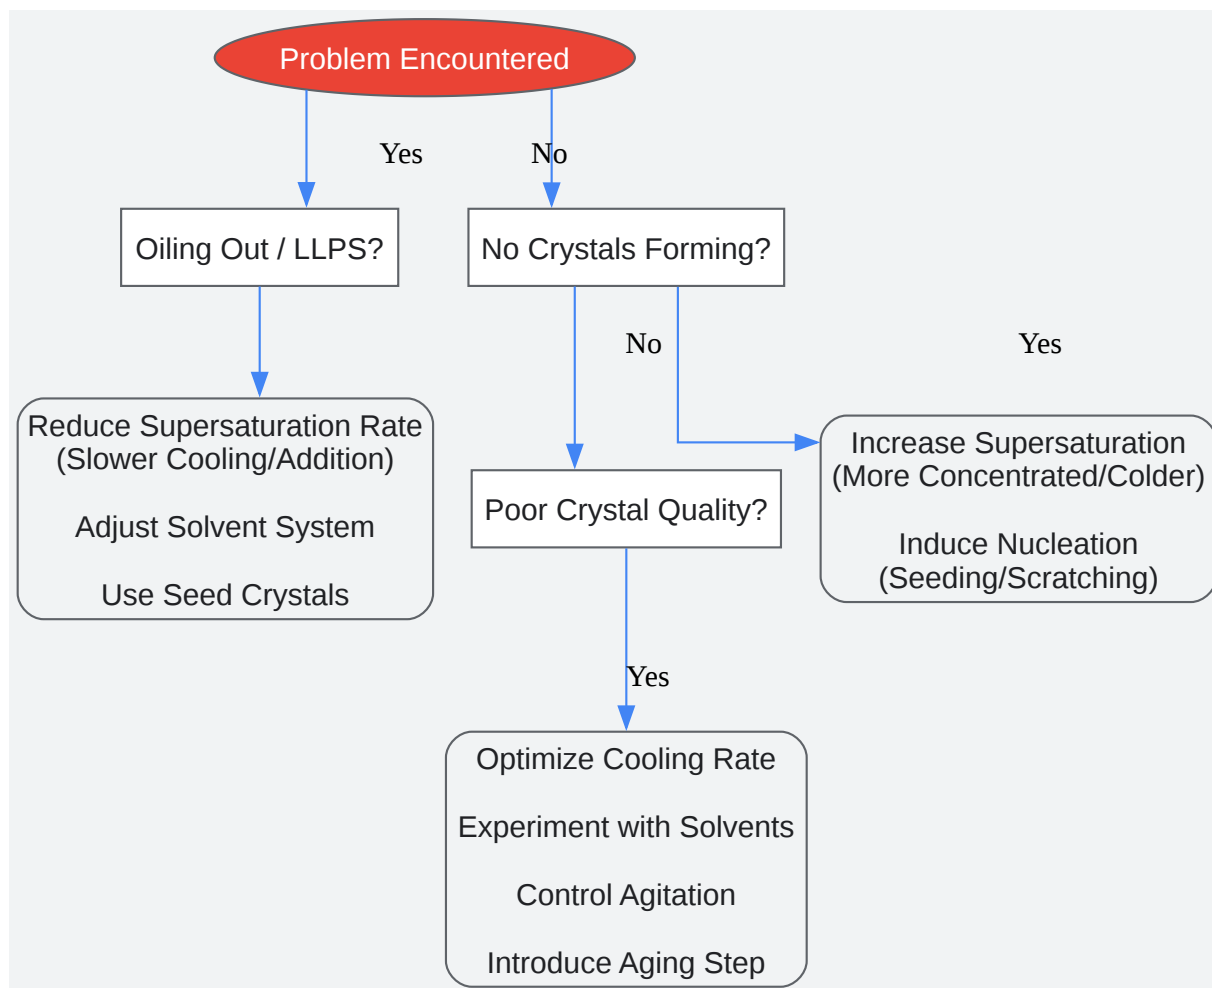 Problem Encountered
Yes
No
Oiling Out / LLPS?
No Crystals Forming?
No
Yes
Reduce Supersaturation Rate
(Slower Cooling/Addition)
Adjust Solvent System
Use Seed Crystals
Increase Supersaturation
(More Concentrated/Colder)
Induce Nucleation
(Seeding/Scratching)
Poor Crystal Quality?
Yes
Optimize Cooling Rate
Experiment with Solvents
Control Agitation
Introduce Aging Step